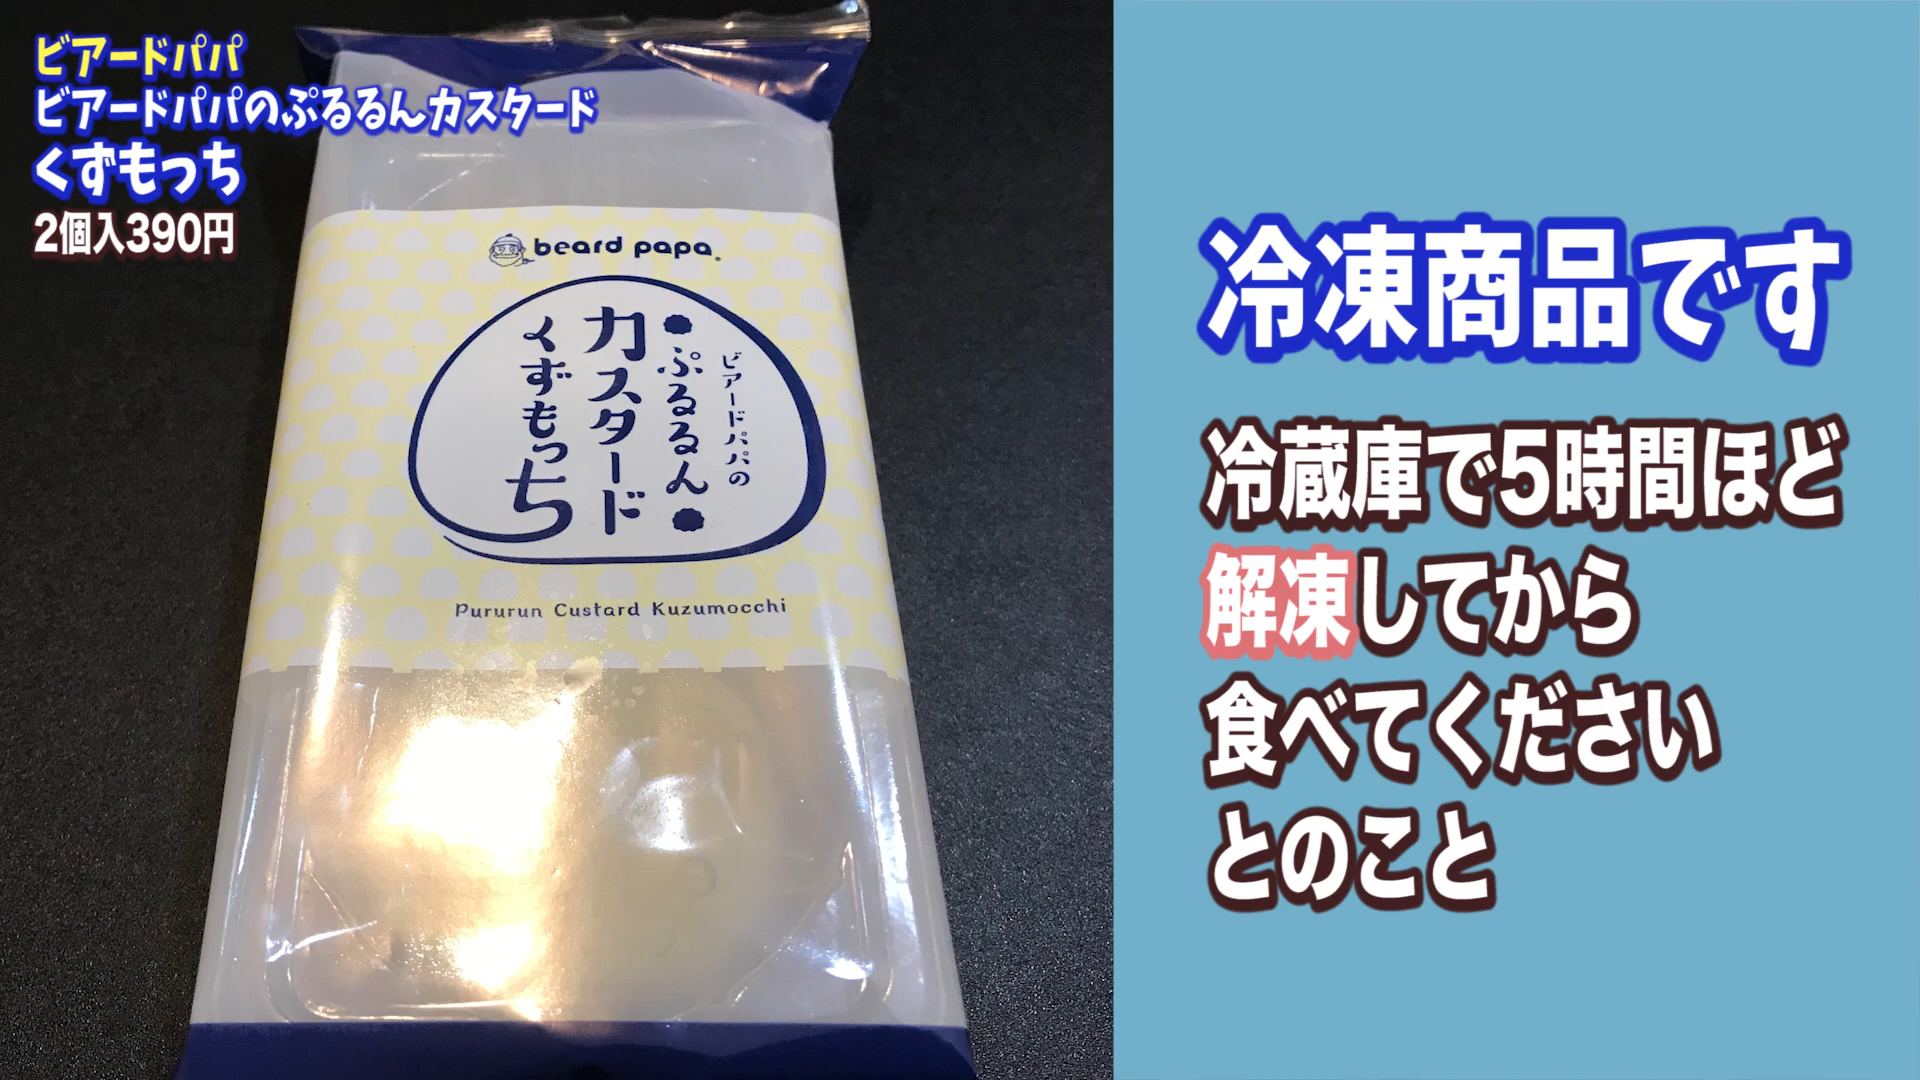 ビアードパパ
ビアードパパのぷるるんカスタード
くずもっち
2個入390円
beard papa®
ビアードパパの
ぷるるん
カスタード
くずもっち
Pururun Custard Kuzumocchi
冷凍商品です
冷蔵庫で5時間ほど
解凍してから
食べてください
とのこと